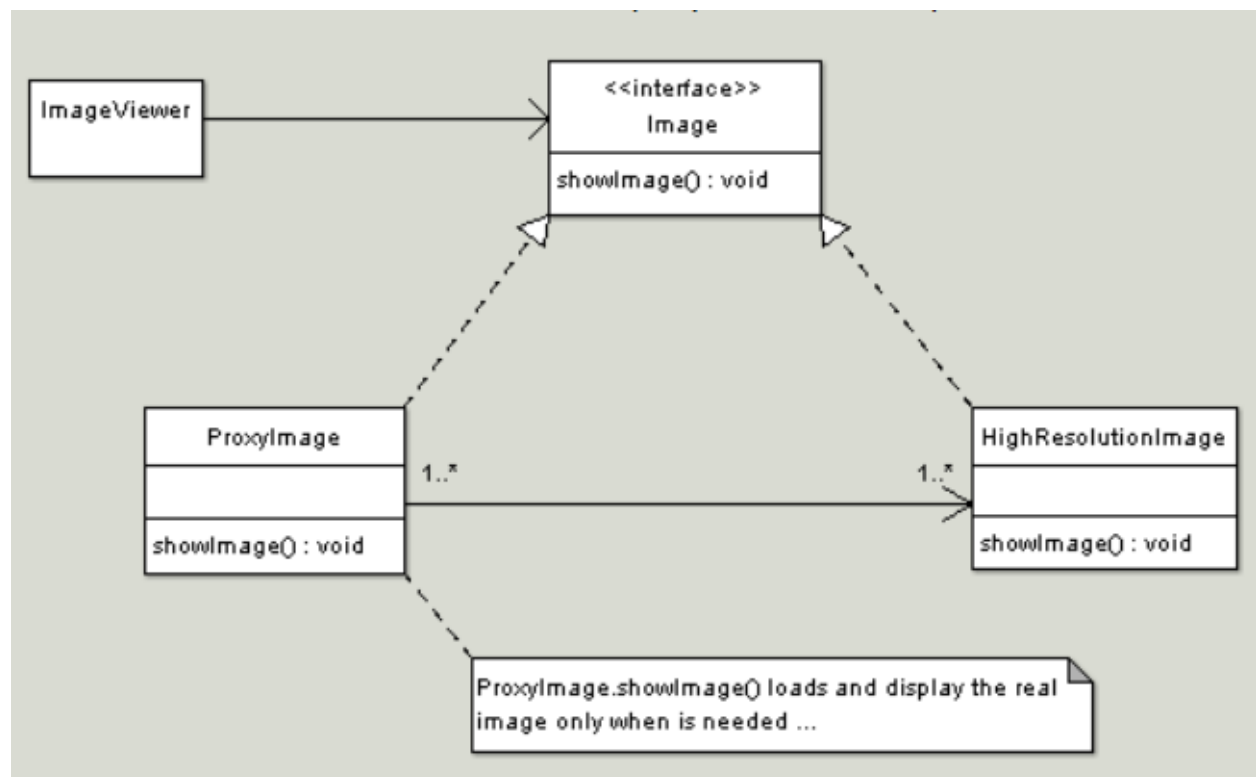 ImageViewer
<<interface>>
Image
showImage() : void
ProxyImage
showImage() : void
1..*
1..*
HighResolutionImage
showImage() : void
ProxyImage.showImage() loads and display the real
image only when is needed ...